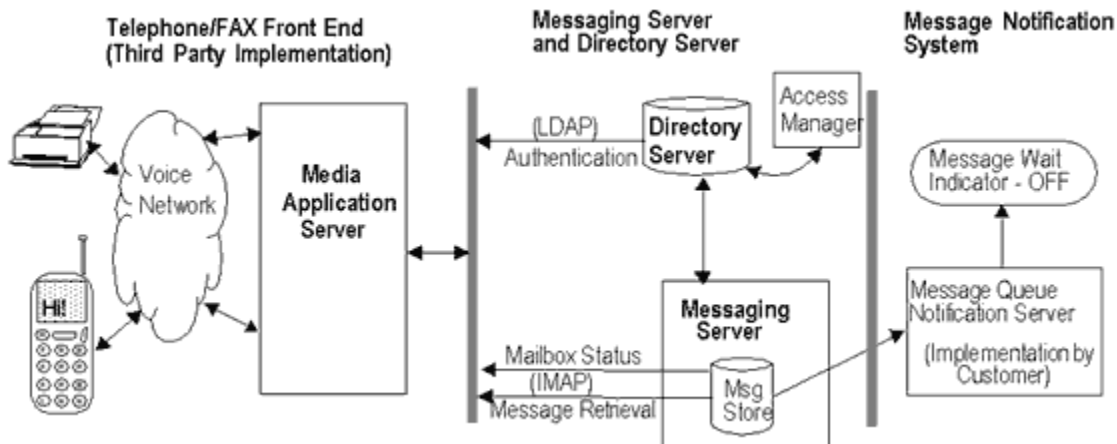 Telephone/FAX Front End
(Third Party Implementation)
Messaging Server
and Directory Server
Message Notification
System
Voice
Network
Hi!
Media
Application
Server
(LDAP)
Authentication
Directory
Server
Access
Manager
Messaging
Server
Mailbox Status
(IMAP)
Message Retrieval
Msg
Store
Message Wait
Indicator - OFF
Message Queue
Notification Server
(Implementation by
Customer)